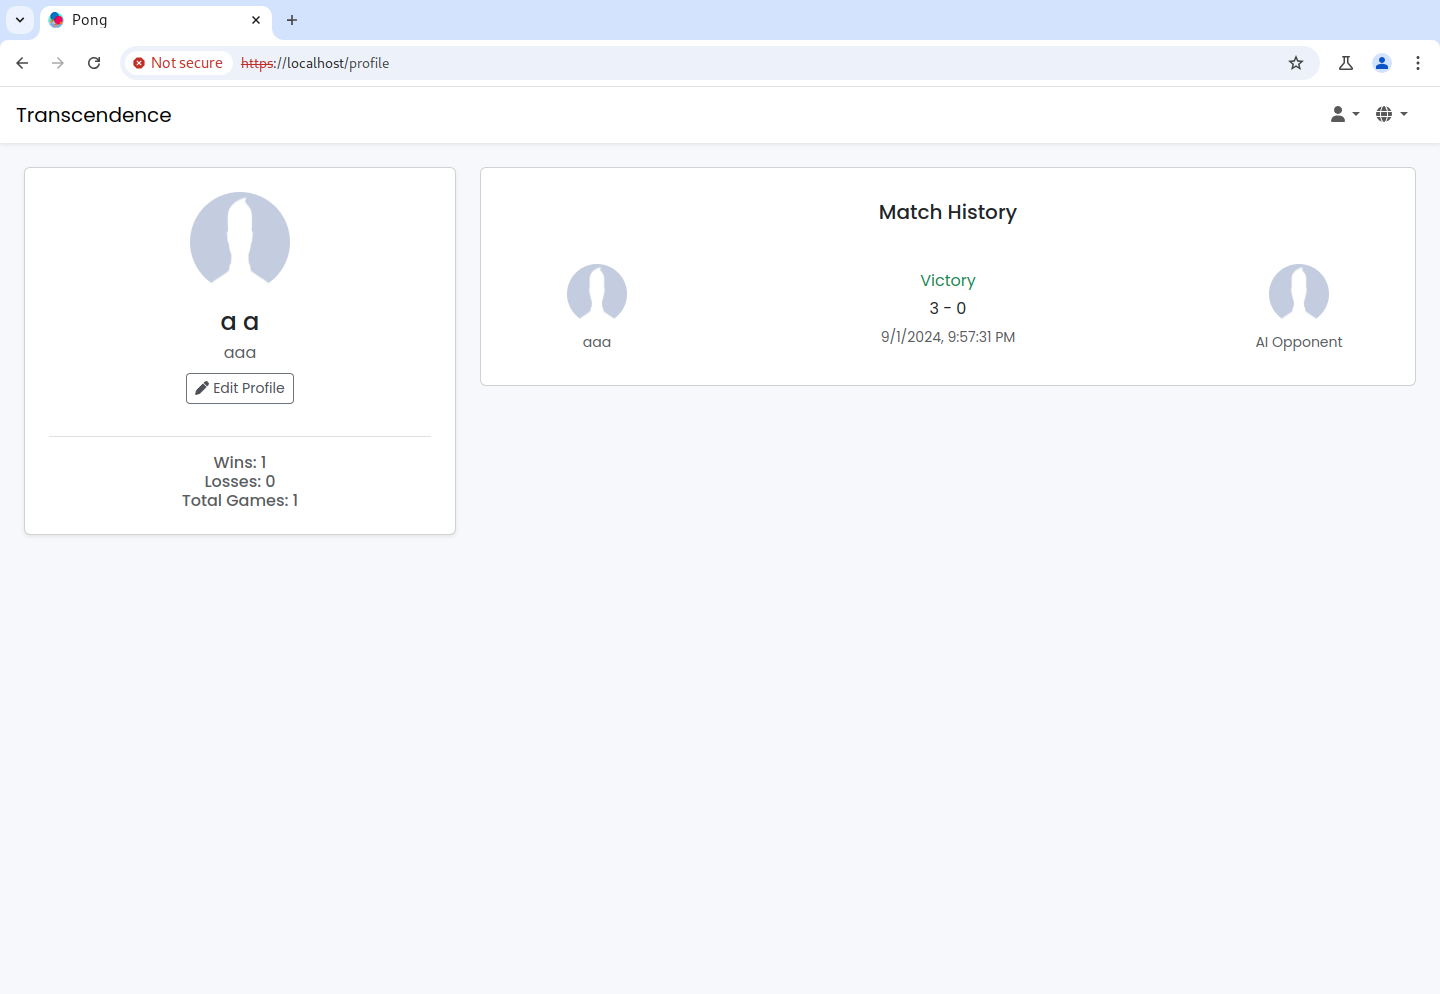 Pong
Not secure
https://localhost/profile
Transcendence
a a
aaa
Edit Profile
Wins: 1
Losses: 0
Total Games: 1
Match History
aaa
Victory
3 - 0
9/1/2024, 9:57:31 PM
AI Opponent